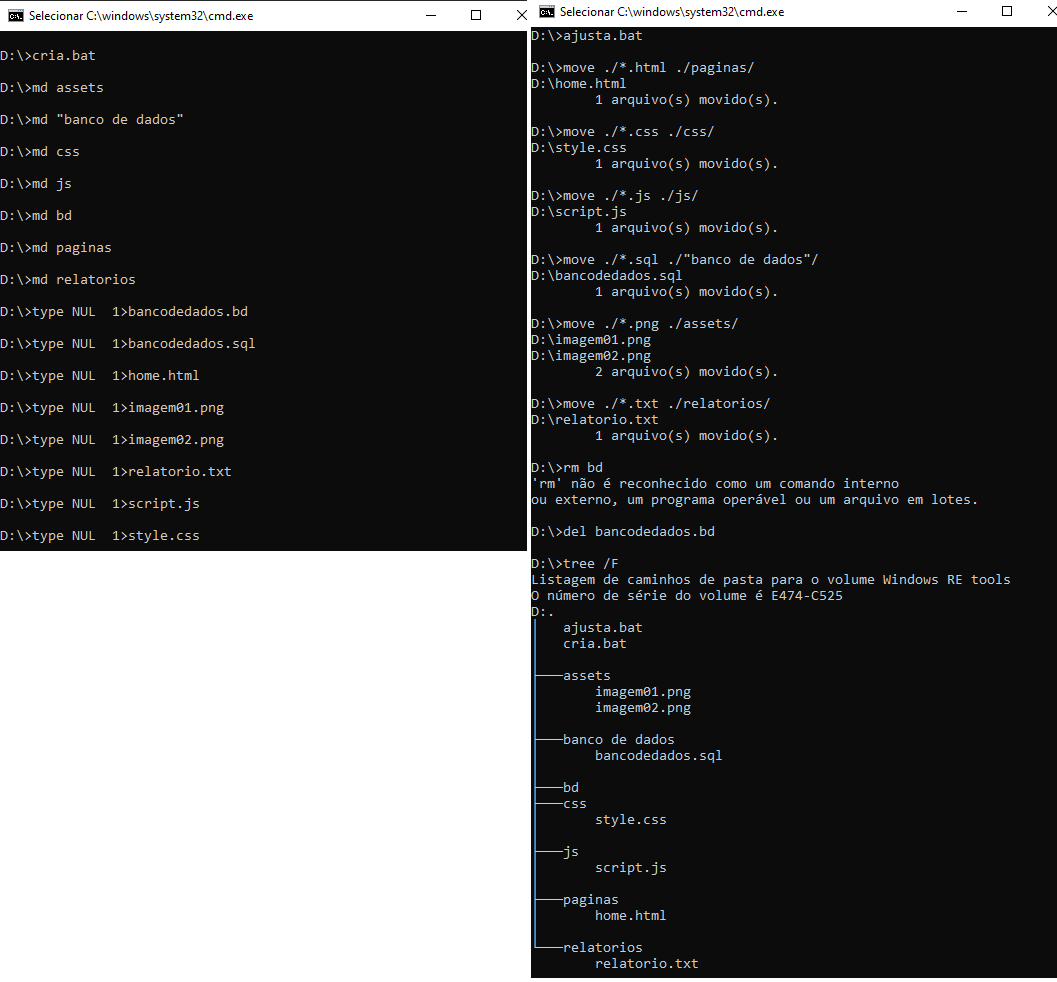 Selecionar C:\windows\system32\cmd.exe
D:\>cria.bat
D:\>md assets
D:\>md "banco de dados"
D:\>md css
D:\>md js
D:\>md bd
D:\>md paginas
D:\>md relatorios
D:\>type NUL  1>bancodedados.bd
D:\>type NUL  1>bancodedados.sql
D:\>type NUL  1>home.html
D:\>type NUL  1>imagem01.png
D:\>type NUL  1>imagem02.png
D:\>type NUL  1>relatorio.txt
D:\>type NUL  1>script.js
D:\>type NUL  1>style.css
Selecionar C:\windows\system32\cmd.exe
D:\>ajusta.bat
D:\>move ./*.html ./paginas/
D:\home.html
        1 arquivo(s) movido(s).
D:\>move ./*.css ./css/
D:\style.css
        1 arquivo(s) movido(s).
D:\>move ./*.js ./js/
D:\script.js
        1 arquivo(s) movido(s).
D:\>move ./*.sql ./"banco de dados"/
D:\bancodedados.sql
        1 arquivo(s) movido(s).
D:\>move ./*.png ./assets/
D:\imagem01.png
D:\imagem02.png
        2 arquivo(s) movido(s).
D:\>move ./*.txt ./relatorios/
D:\relatorio.txt
        1 arquivo(s) movido(s).
D:\>rm bd
'rm' não é reconhecido como um comando interno
ou externo, um programa operável ou um arquivo em lotes.
D:\>del bancodedados.bd
D:\>tree /F
Listagem de caminhos de pasta para o volume Windows RE tools
O número de série do volume é E474-C525
D:.
│   ajusta.bat
│   cria.bat
├───assets
│       imagem01.png
│       imagem02.png
├───banco de dados
│       bancodedados.sql
├───bd
├───css
│       style.css
├───js
│       script.js
├───paginas
│       home.html
└───relatorios
        relatorio.txt